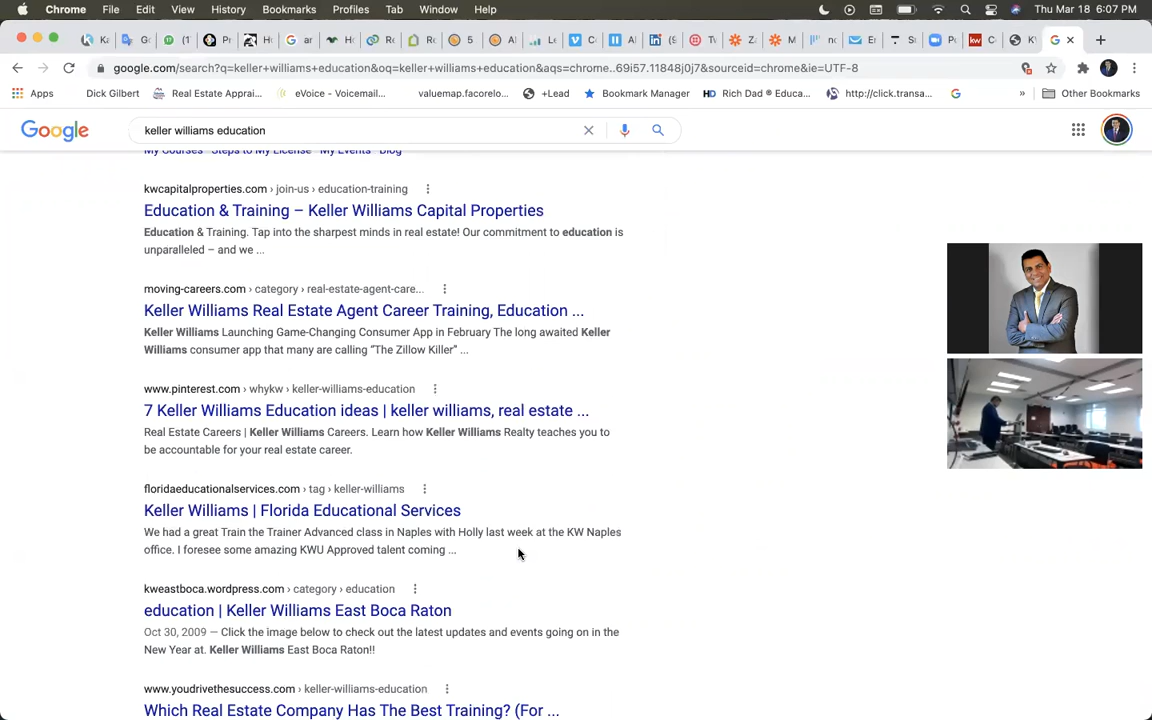 Chrome File Edit View History Bookmarks Profiles Tab Window Help Thu Mar 18 6:07 PM
google.com/search?q=keller+williams+education&oq=keller+williams+education&aqs=chrome..69i57.11848j0j7&sourceid=chrome&ie=UTF-8
Apps Dick Gilbert Real Estate Apprai... eVoice - Voicemail... valuemap.facorelo... +Lead Bookmark Manager HD Rich Dad ® Educa... http://click.transa... » Other Bookmarks
Google keller williams education
My Courses Steps to My License My Events Blog
kwcapitalproperties.com › join-us › education-training
Education & Training – Keller Williams Capital Properties
Education & Training. Tap into the sharpest minds in real estate! Our commitment to education is
unparalleled – and we ...
moving-careers.com › category › real-estate-agent-care...
Keller Williams Real Estate Agent Career Training, Education ...
Keller Williams Launching Game-Changing Consumer App in February The long awaited Keller
Williams consumer app that many are calling “The Zillow Killer” ...
www.pinterest.com › whykw › keller-williams-education
7 Keller Williams Education ideas | keller williams, real estate ...
Real Estate Careers | Keller Williams Careers. Learn how Keller Williams Realty teaches you to
be accountable for your real estate career.
floridaeducationalservices.com › tag › keller-williams
Keller Williams | Florida Educational Services
We had a great Train the Trainer Advanced class in Naples with Holly last week at the KW Naples
office. I foresee some amazing KWU Approved talent coming ...
kweastboca.wordpress.com › category › education
education | Keller Williams East Boca Raton
Oct 30, 2009 — Click the image below to check out the latest updates and events going on in the
New Year at. Keller Williams East Boca Raton!!
www.youdrivethesuccess.com › keller-williams-education
Which Real Estate Company Has The Best Training? (For ...